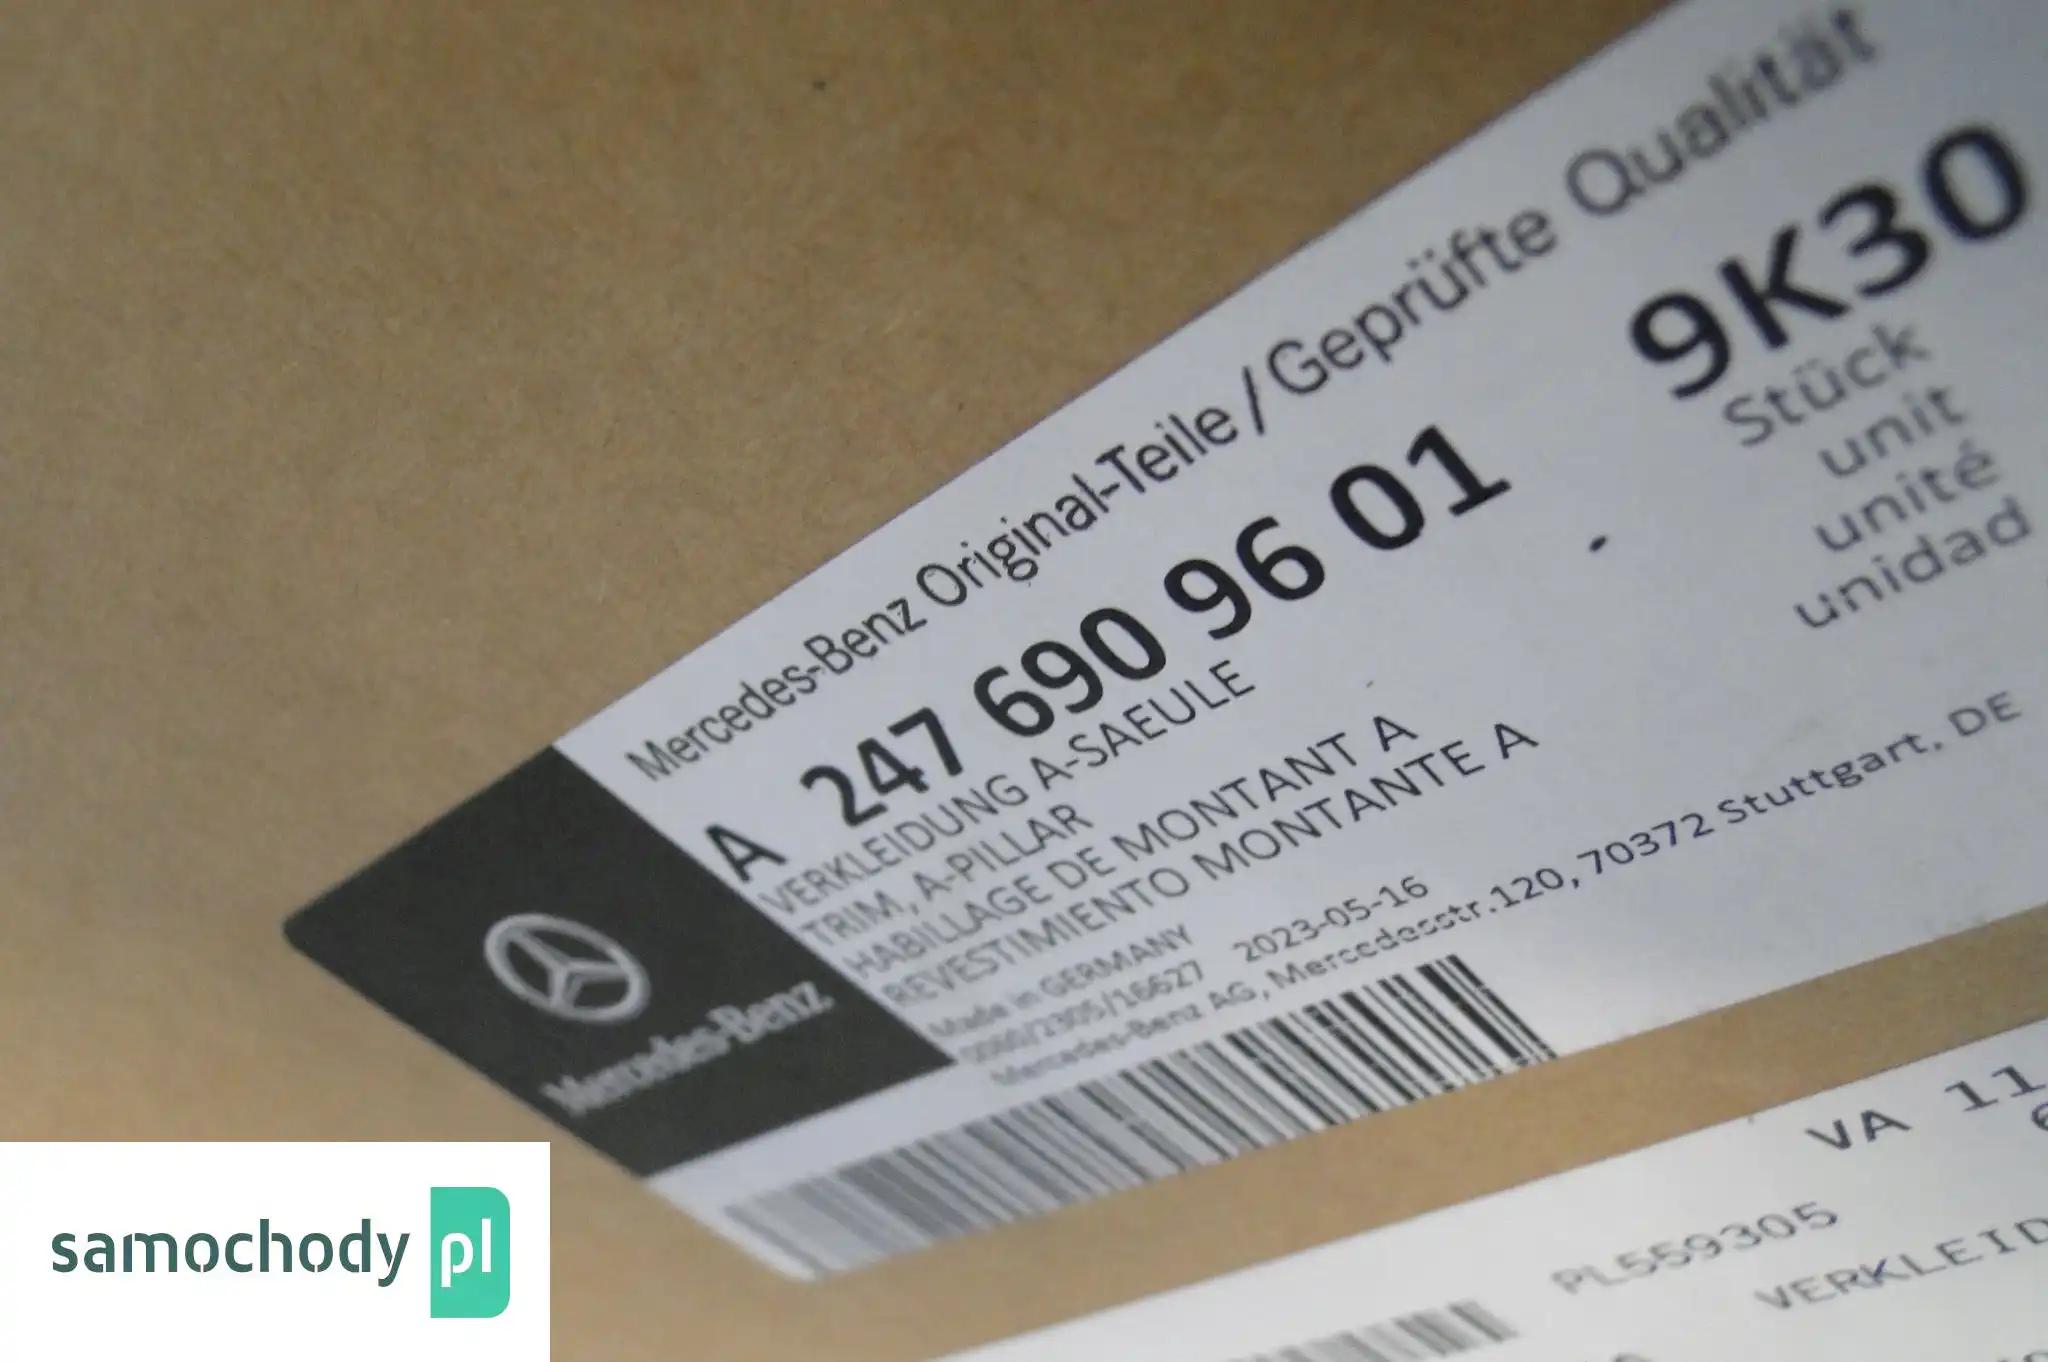 Mercedes-Benz Original-Teile / Geprüfte Qualität
A 247 690 96 01
9K30
VERKLEIDUNG A-SAEULE
TRIM, A-PILLAR
HABILLAGE DE MONTANT A
REVESTIMIENTO MONTANTE A
Stück
unit
unité
unidad
Made in GERMANY
/2305/16627 2023-05-16
Mercedes-Benz AG, Mercedesstr.120, 70372 Stuttgart, DE
Mercedes-Benz
VA 11
PL559305
VERKLEID
samochody pl